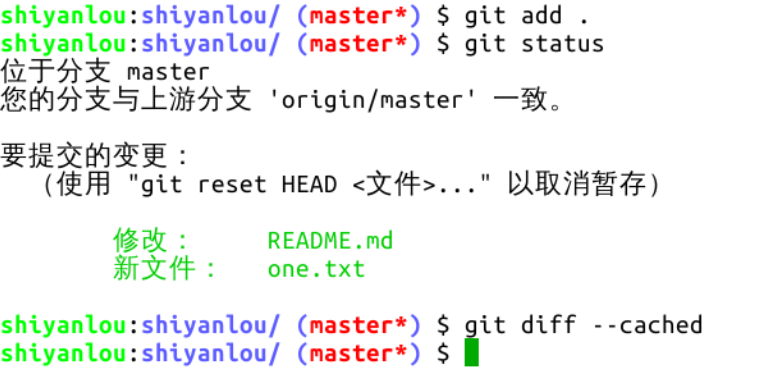 shiyanlou:shiyanlou/ (master*) $ git add .
shiyanlou:shiyanlou/ (master*) $ git status
位于分支 master
您的分支与上游分支 'origin/master' 一致。
要提交的变更：
（使用 "git reset HEAD <文件>..." 以取消暂存）
修改： README.md
新文件： one.txt
shiyanlou:shiyanlou/ (master*) $ git diff --cached
shiyanlou:shiyanlou/ (master*) $